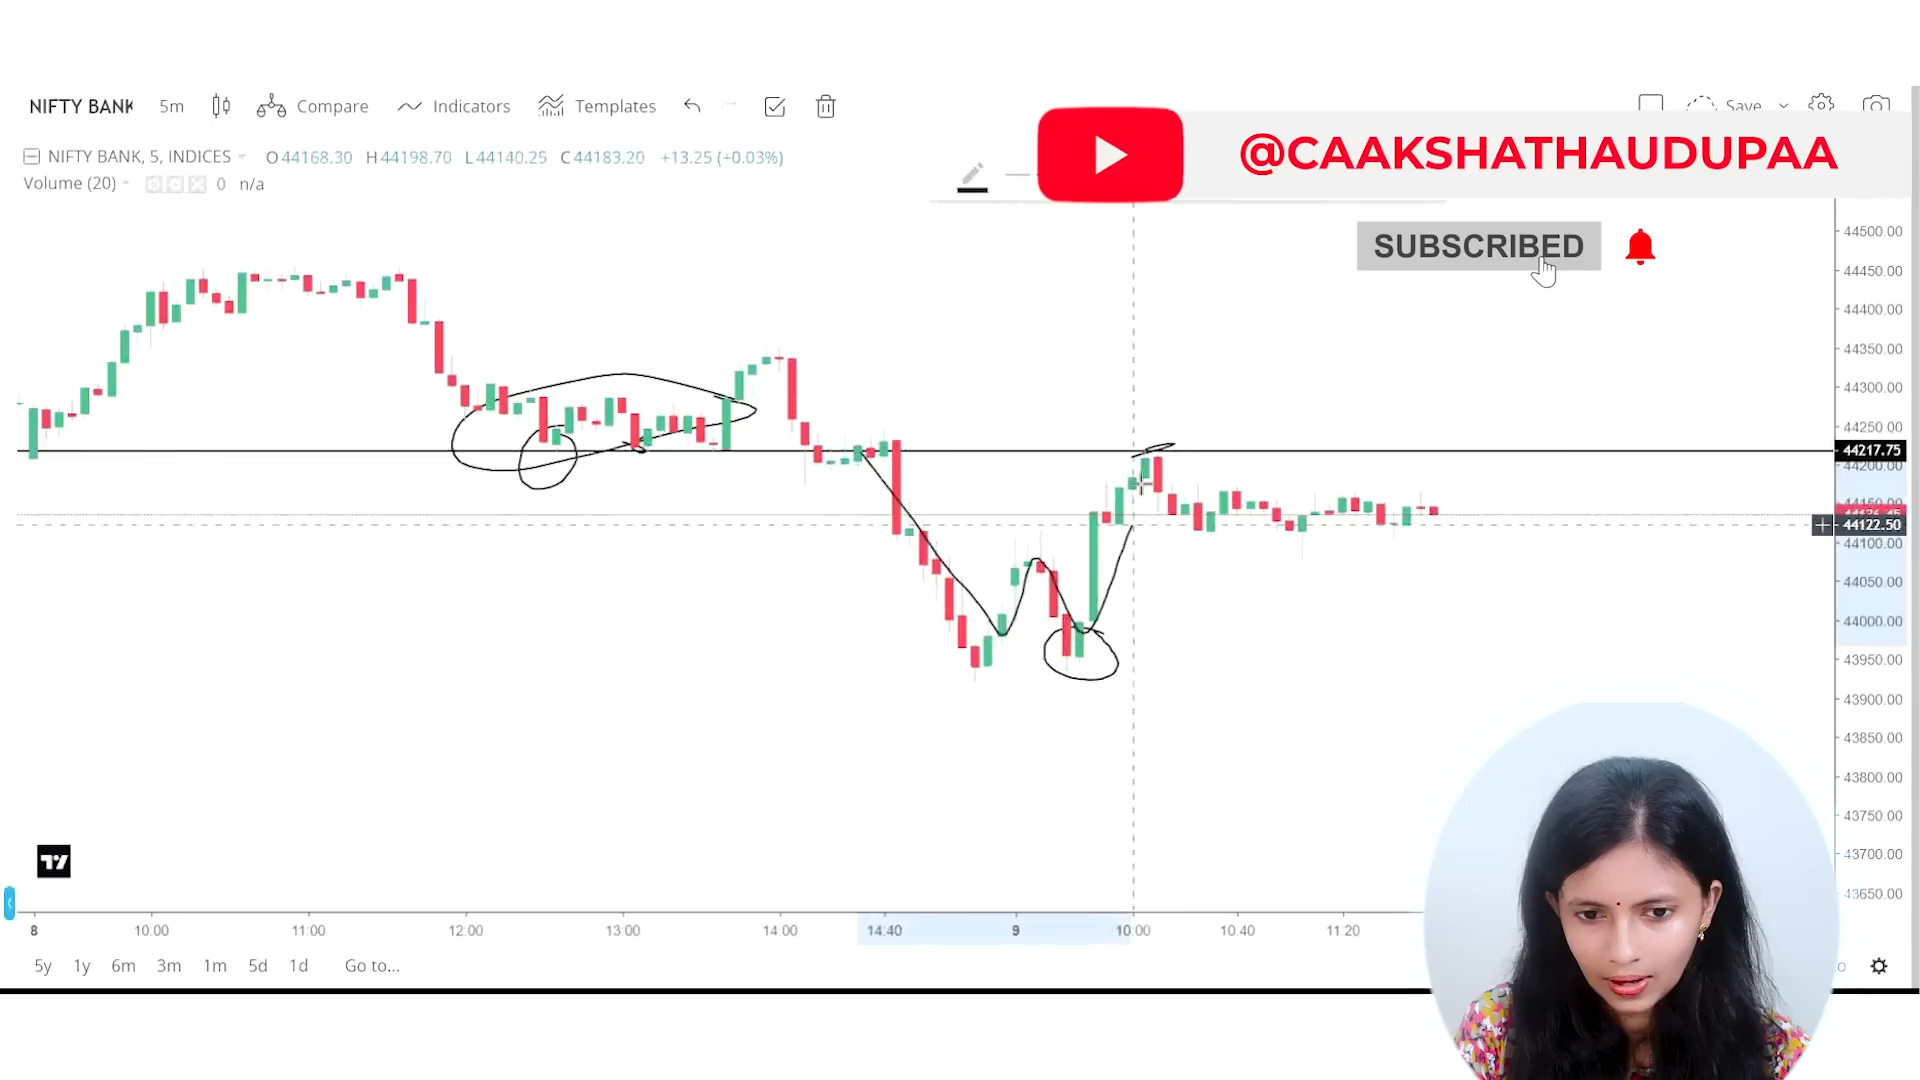 NIFTY BANK 5m Compare Indicators Templates Save
@CAAKSHATHAUDUPAA
NIFTY BANK, 5, INDICES O44168.30 H44198.70 L44140.25 C44183.20 +13.25 (+0.03%)
Volume (20) 0 n/a
SUBSCRIBED
44500.00
44450.00
44400.00
44350.00
44300.00
44250.00
44217.75
44200.00
44122.50
44100.00
44050.00
44000.00
43950.00
43900.00
43850.00
43800.00
43750.00
43700.00
43650.00
8 10:00 11:00 12:00 13:00 14:00 14:40 9 10:00 10:40 11:20
5y 1y 6m 3m 1m 5d 1d Go to...